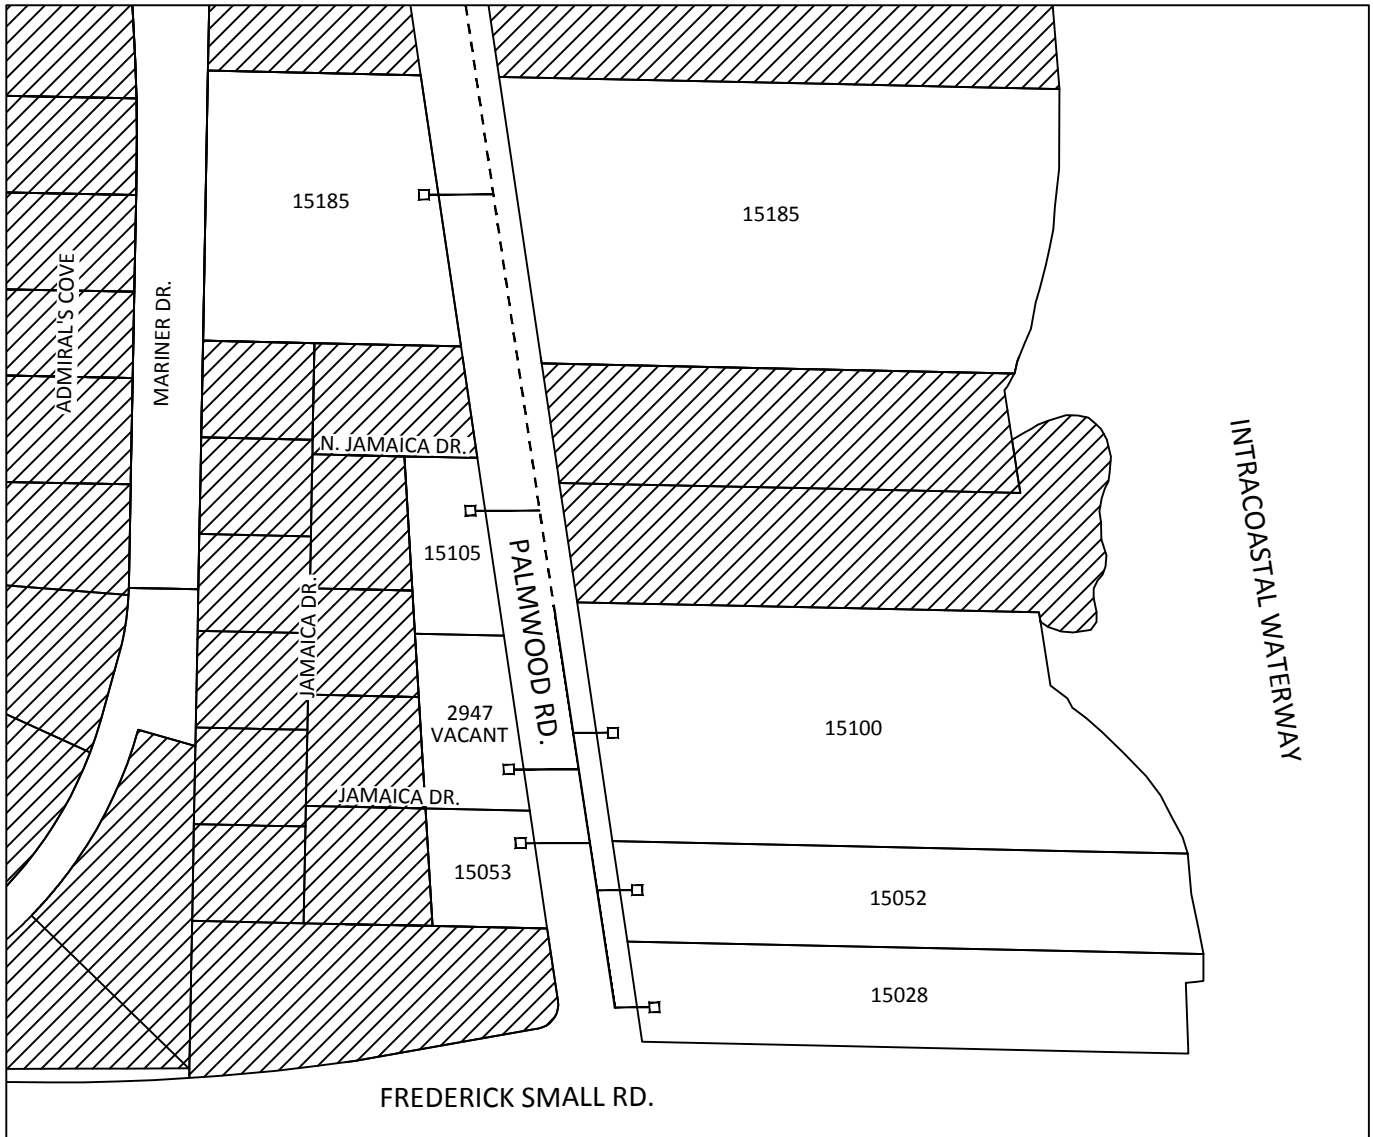 15185
15185
ADMIRAL'S COVE
MARINER DR.
N. JAMAICA DR.
INTRACOASTAL WATERWAY
15105
PALMWOOD RD.
JAMAICA DR.
2947
VACANT
15100
JAMAICA DR.
15053
15052
15028
FREDERICK SMALL RD.